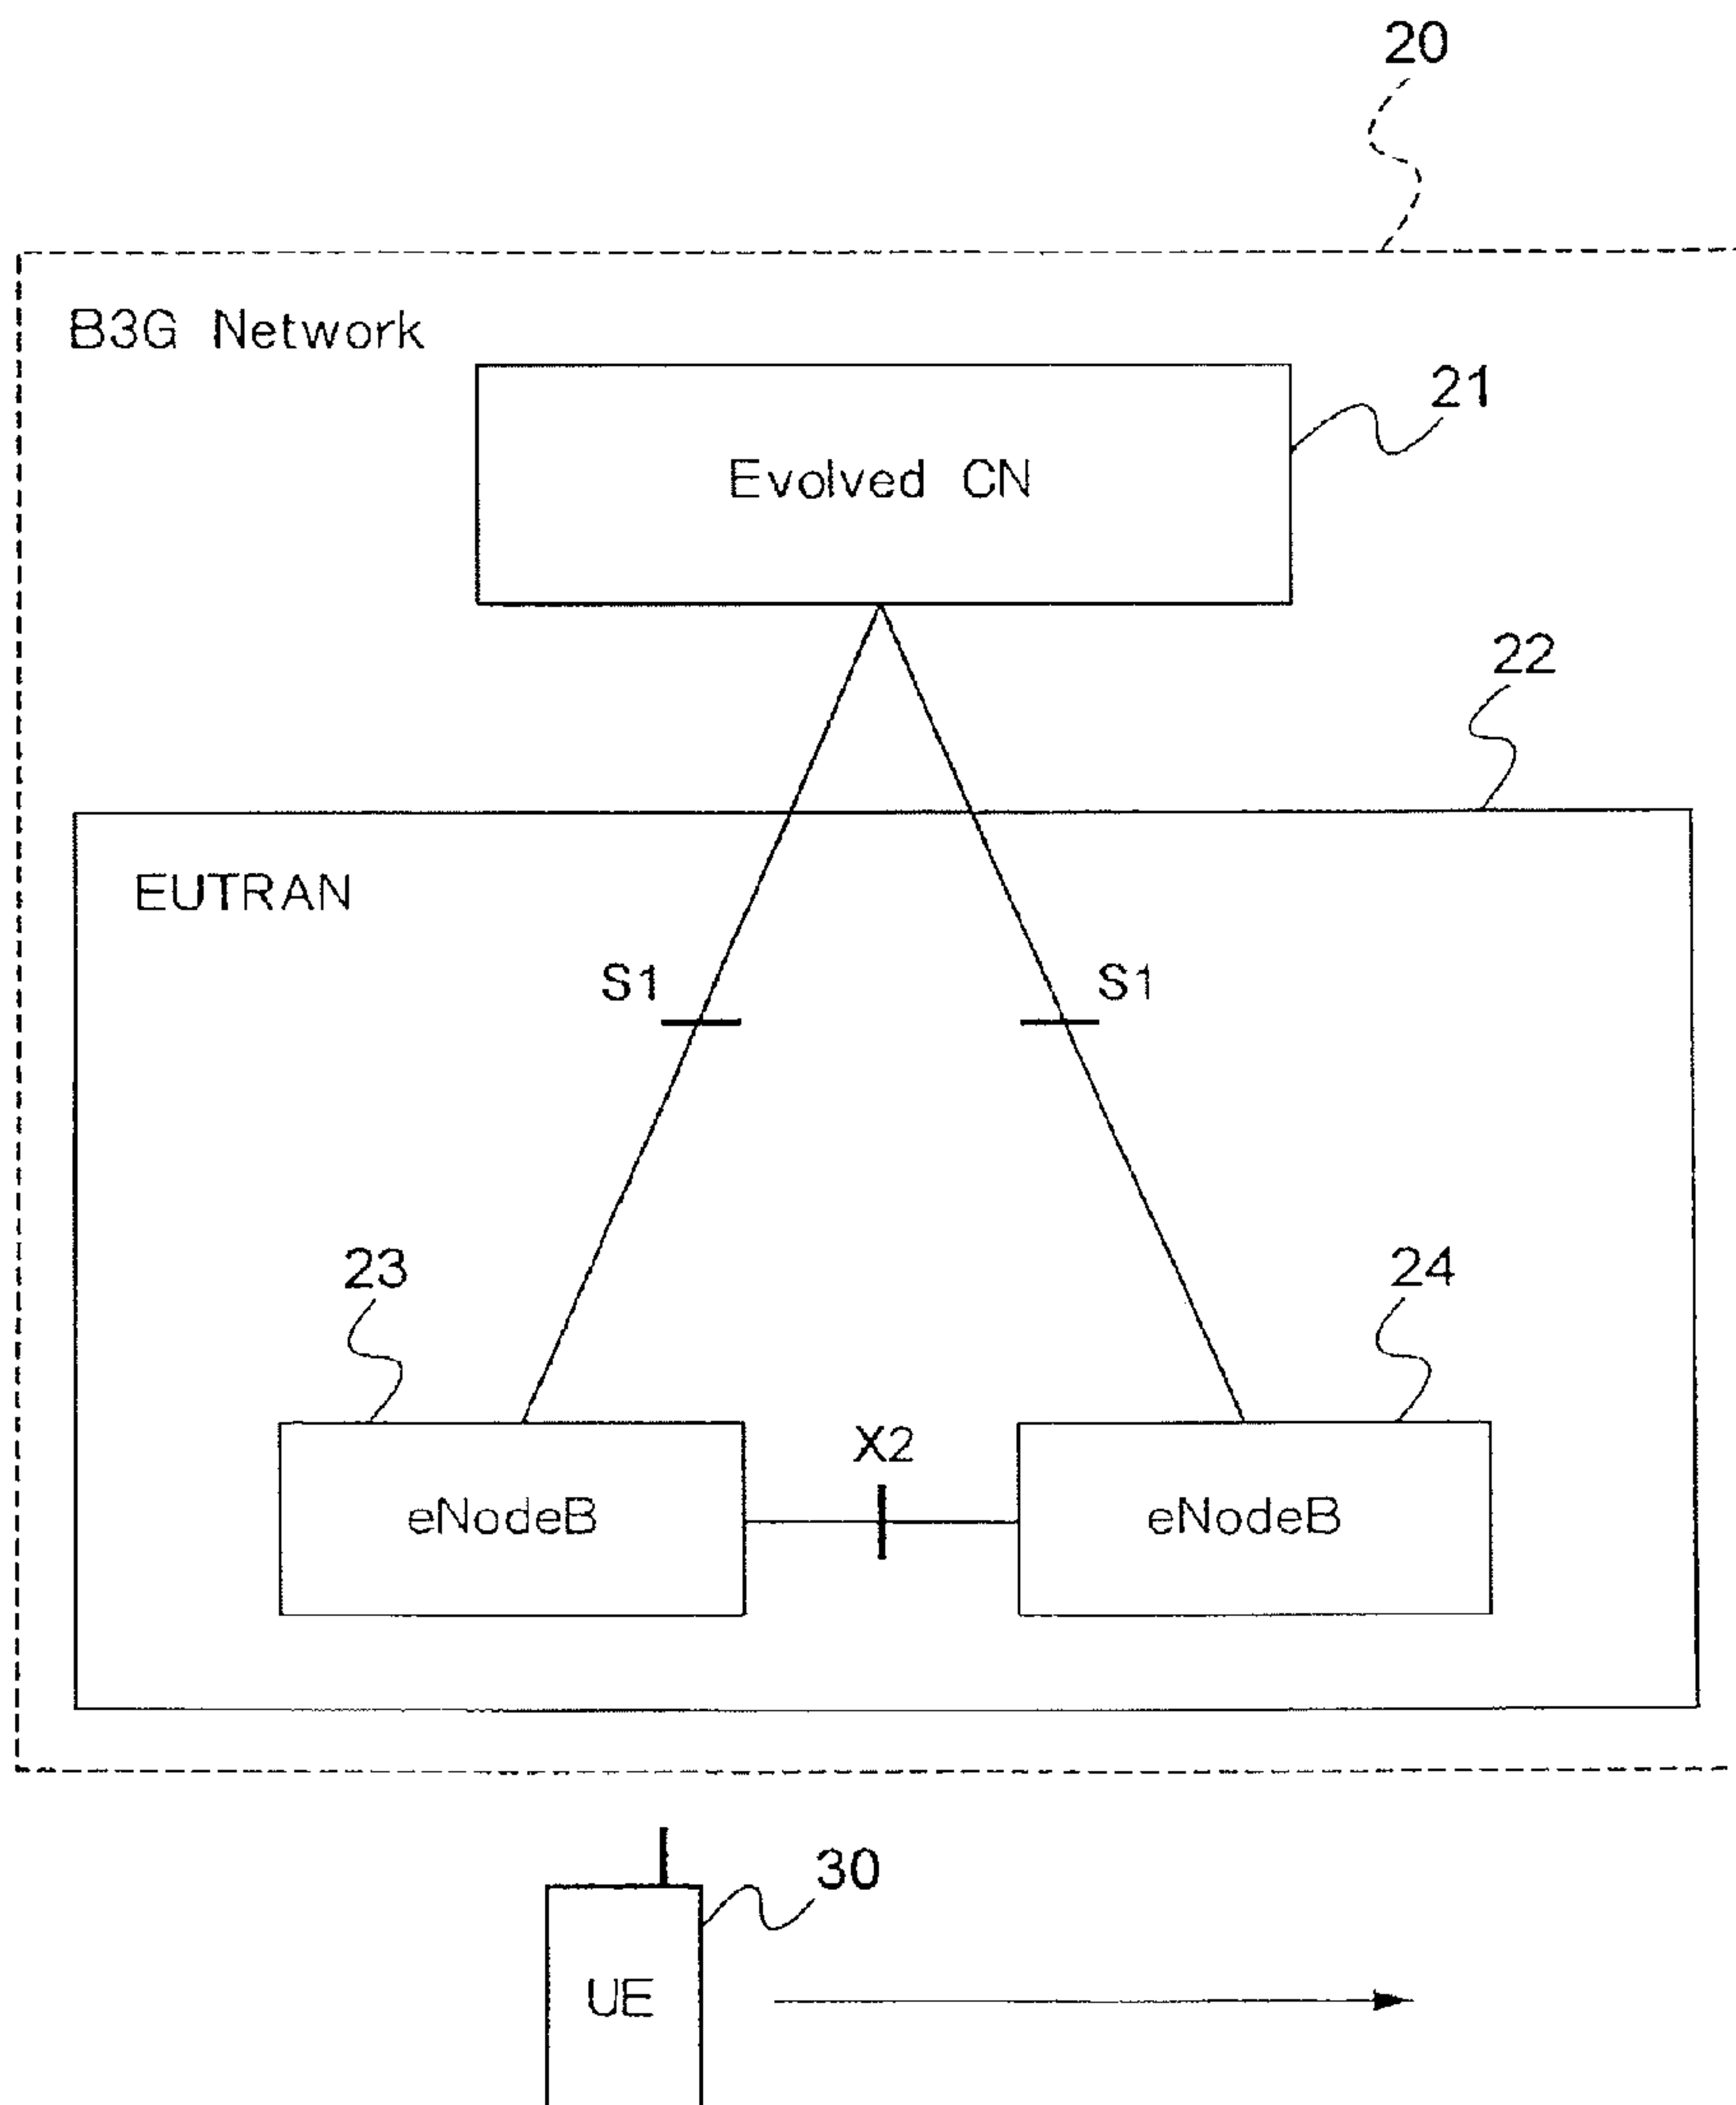 20
B3G Network
21
Evolved CN
22
EUTRAN
S1
S1
23
24
X2
eNodeB
eNodeB
30
UE